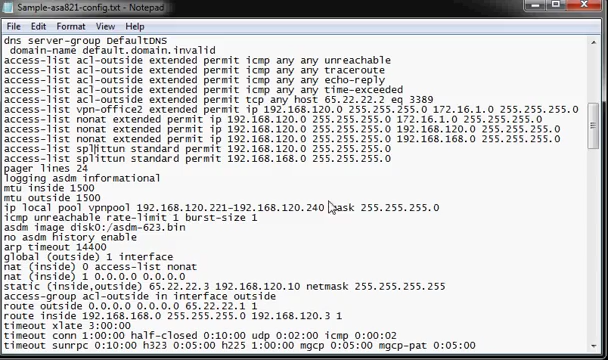 Sample-asa821-config.txt - Notepad
File Edit Format View Help
dns server-group DefaultDNS
domain-name default.domain.invalid
access-list acl-outside extended permit icmp any any unreachable
access-list acl-outside extended permit icmp any any traceroute
access-list acl-outside extended permit icmp any any echo-reply
access-list acl-outside extended permit icmp any any time-exceeded
access-list acl-outside extended permit tcp any host 65.22.22.2 eq 3389
access-list vpn-office2 extended permit ip 192.168.120.0 255.255.255.0 172.16.1.0 255.255.255.0
access-list nonat extended permit ip 192.168.120.0 255.255.255.0 172.16.1.0 255.255.255.0
access-list nonat extended permit ip 192.168.120.0 255.255.255.0 192.168.120.0 255.255.255.0
access-list nonat extended permit ip 192.168.120.0 255.255.255.0 192.168.168.0 255.255.255.0
access-list splittun standard permit 192.168.120.0 255.255.255.0
access-list splittun standard permit 192.168.168.0 255.255.255.0
pager lines 24
logging asdm informational
mtu inside 1500
mtu outside 1500
ip local pool vpnpool 192.168.120.221-192.168.120.240 mask 255.255.255.0
icmp unreachable rate-limit 1 burst-size 1
asdm image disk0:/asdm-623.bin
no asdm history enable
arp timeout 14400
global (outside) 1 interface
nat (inside) 0 access-list nonat
nat (inside) 1 0.0.0.0 0.0.0.0
static (inside,outside) 65.22.22.3 192.168.120.10 netmask 255.255.255.255
access-group acl-outside in interface outside
route outside 0.0.0.0 0.0.0.0 65.22.22.1 1
route inside 192.168.168.0 255.255.255.0 192.168.120.3 1
timeout xlate 3:00:00
timeout conn 1:00:00 half-closed 0:10:00 udp 0:02:00 icmp 0:00:02
timeout sunrpc 0:10:00 h323 0:05:00 h225 1:00:00 mgcp 0:05:00 mgcp-pat 0:05:00